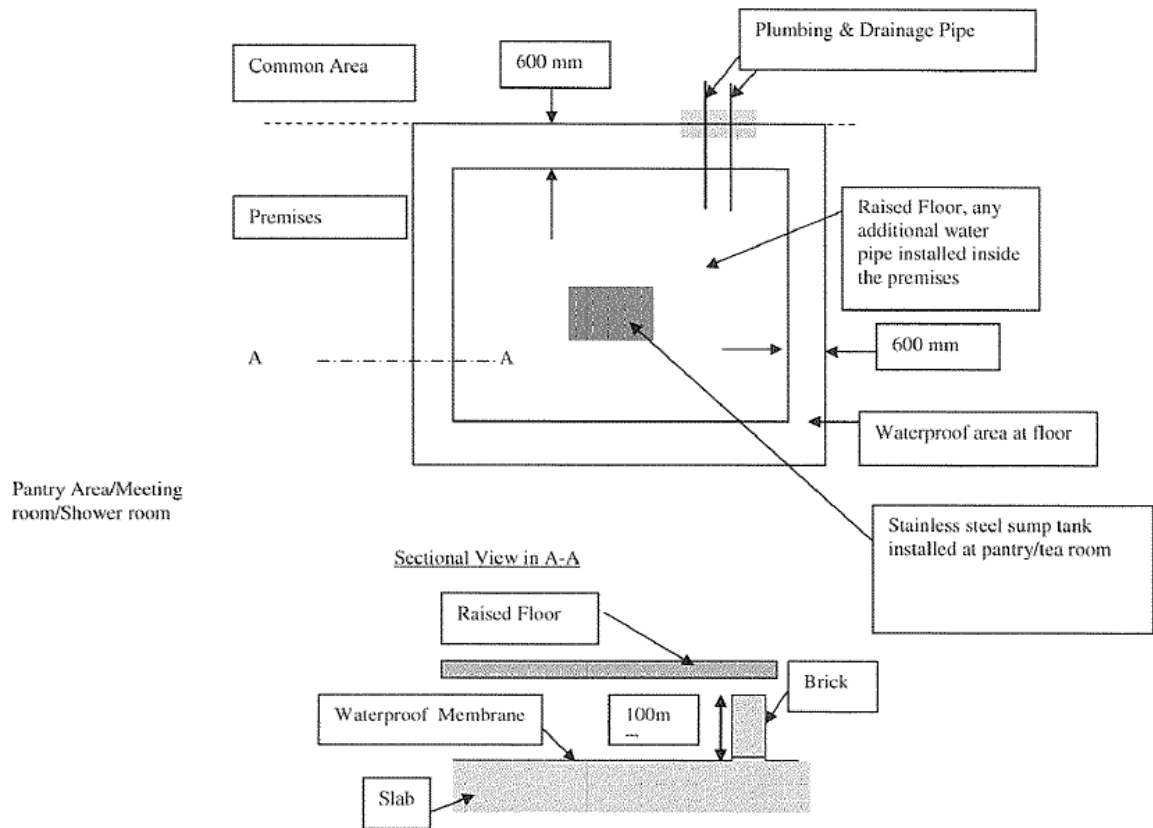 Plumbing & Drainage Pipe
Common Area
600 mm
Premises
Raised Floor, any
additional water
pipe installed inside
the premises
A
A
600 mm
Waterproof area at floor
Pantry Area/Meeting
room/Shower room
Stainless steel sump tank
installed at pantry/tea room
Sectional View in A-A
Raised Floor
Brick
Waterproof Membrane
100m
Slab